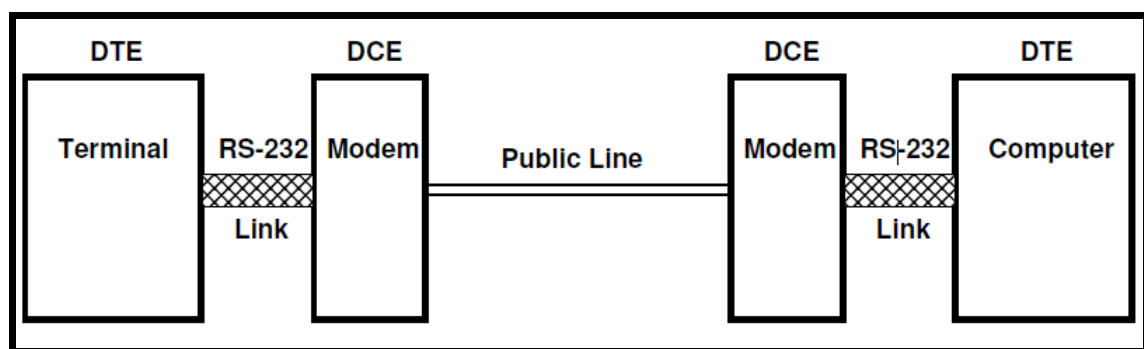 DTE DCE DCE DTE
Terminal RS-232 Modem Public Line Modem RS-232 Computer
Link Link